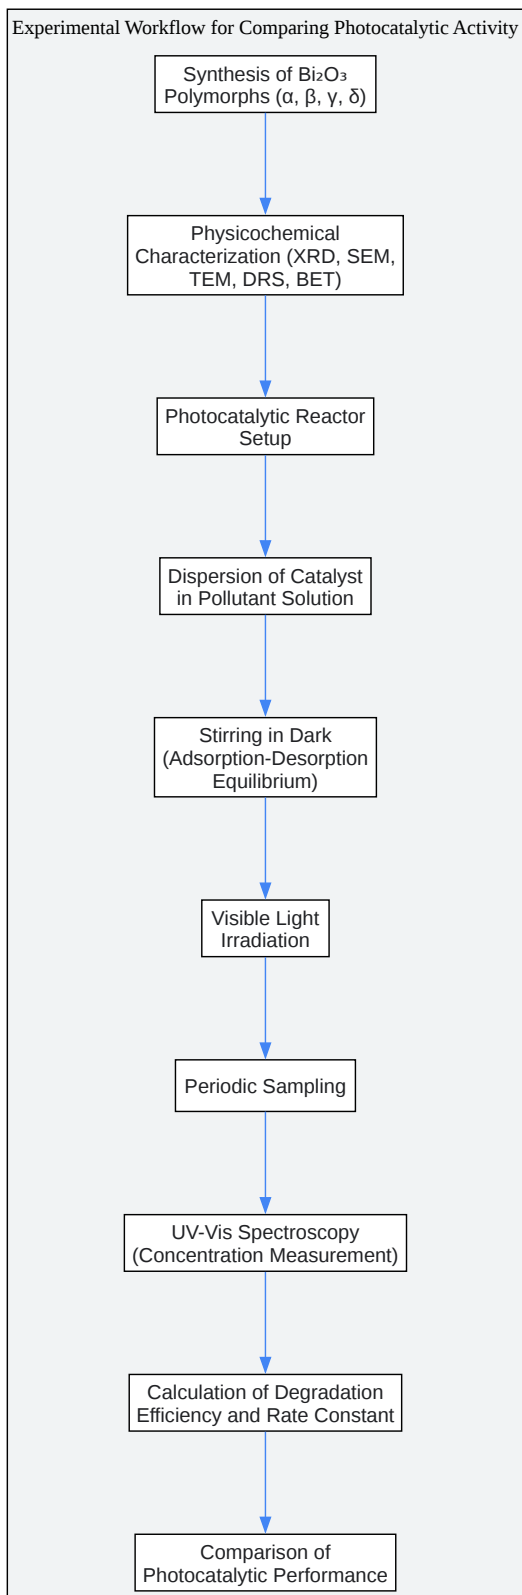 Experimental Workflow for Comparing Photocatalytic Activity
Synthesis of Bi₂O₃
Polymorphs (α, β, γ, δ)
Physicochemical
Characterization (XRD, SEM,
TEM, DRS, BET)
Photocatalytic Reactor
Setup
Dispersion of Catalyst
in Pollutant Solution
Stirring in Dark
(Adsorption-Desorption
Equilibrium)
Visible Light
Irradiation
Periodic Sampling
UV-Vis Spectroscopy
(Concentration Measurement)
Calculation of Degradation
Efficiency and Rate Constant
Comparison of
Photocatalytic Performance